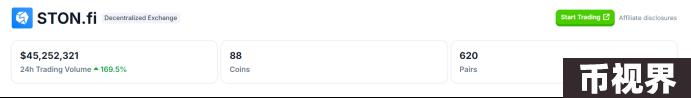 STON.fi Decentralized Exchange
Start Trading Affiliate disclosures
$45,252,321
24h Trading Volume 169.5%
88
Coins
620
Pairs
币视界